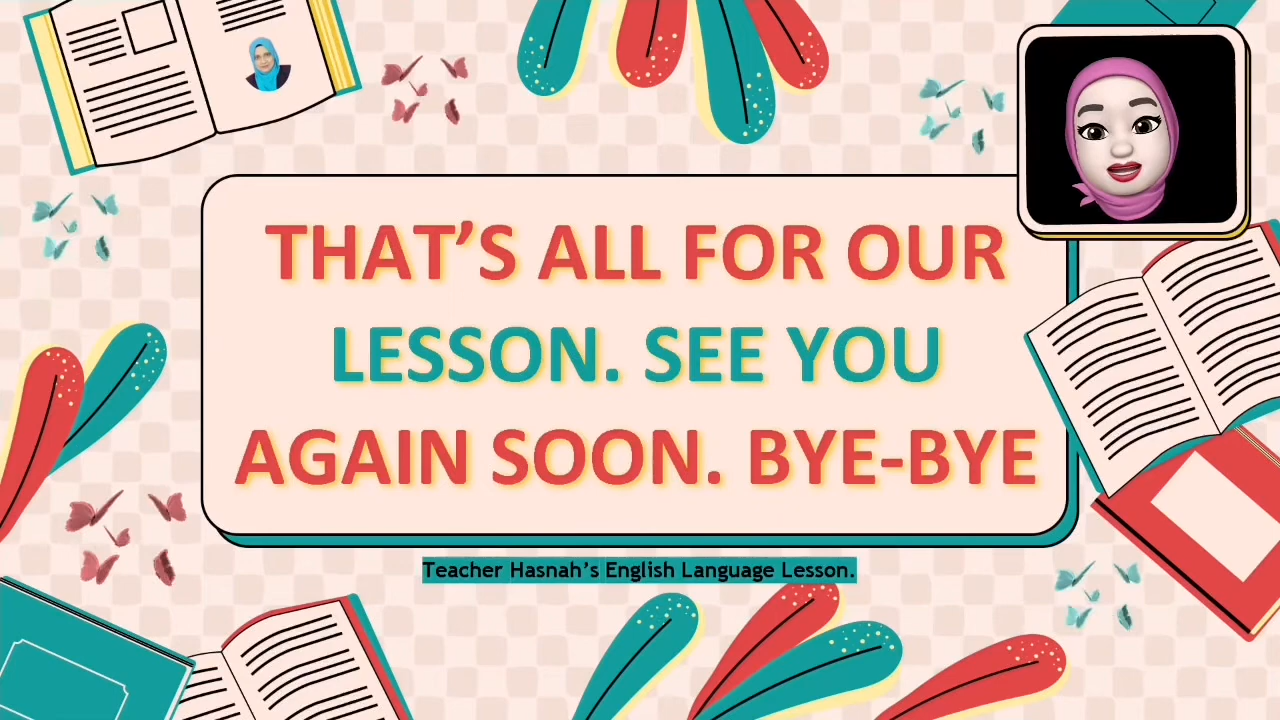 THAT’S ALL FOR OUR
LESSON. SEE YOU
AGAIN SOON. BYE-BYE
Teacher Hasnah’s English Language Lesson.